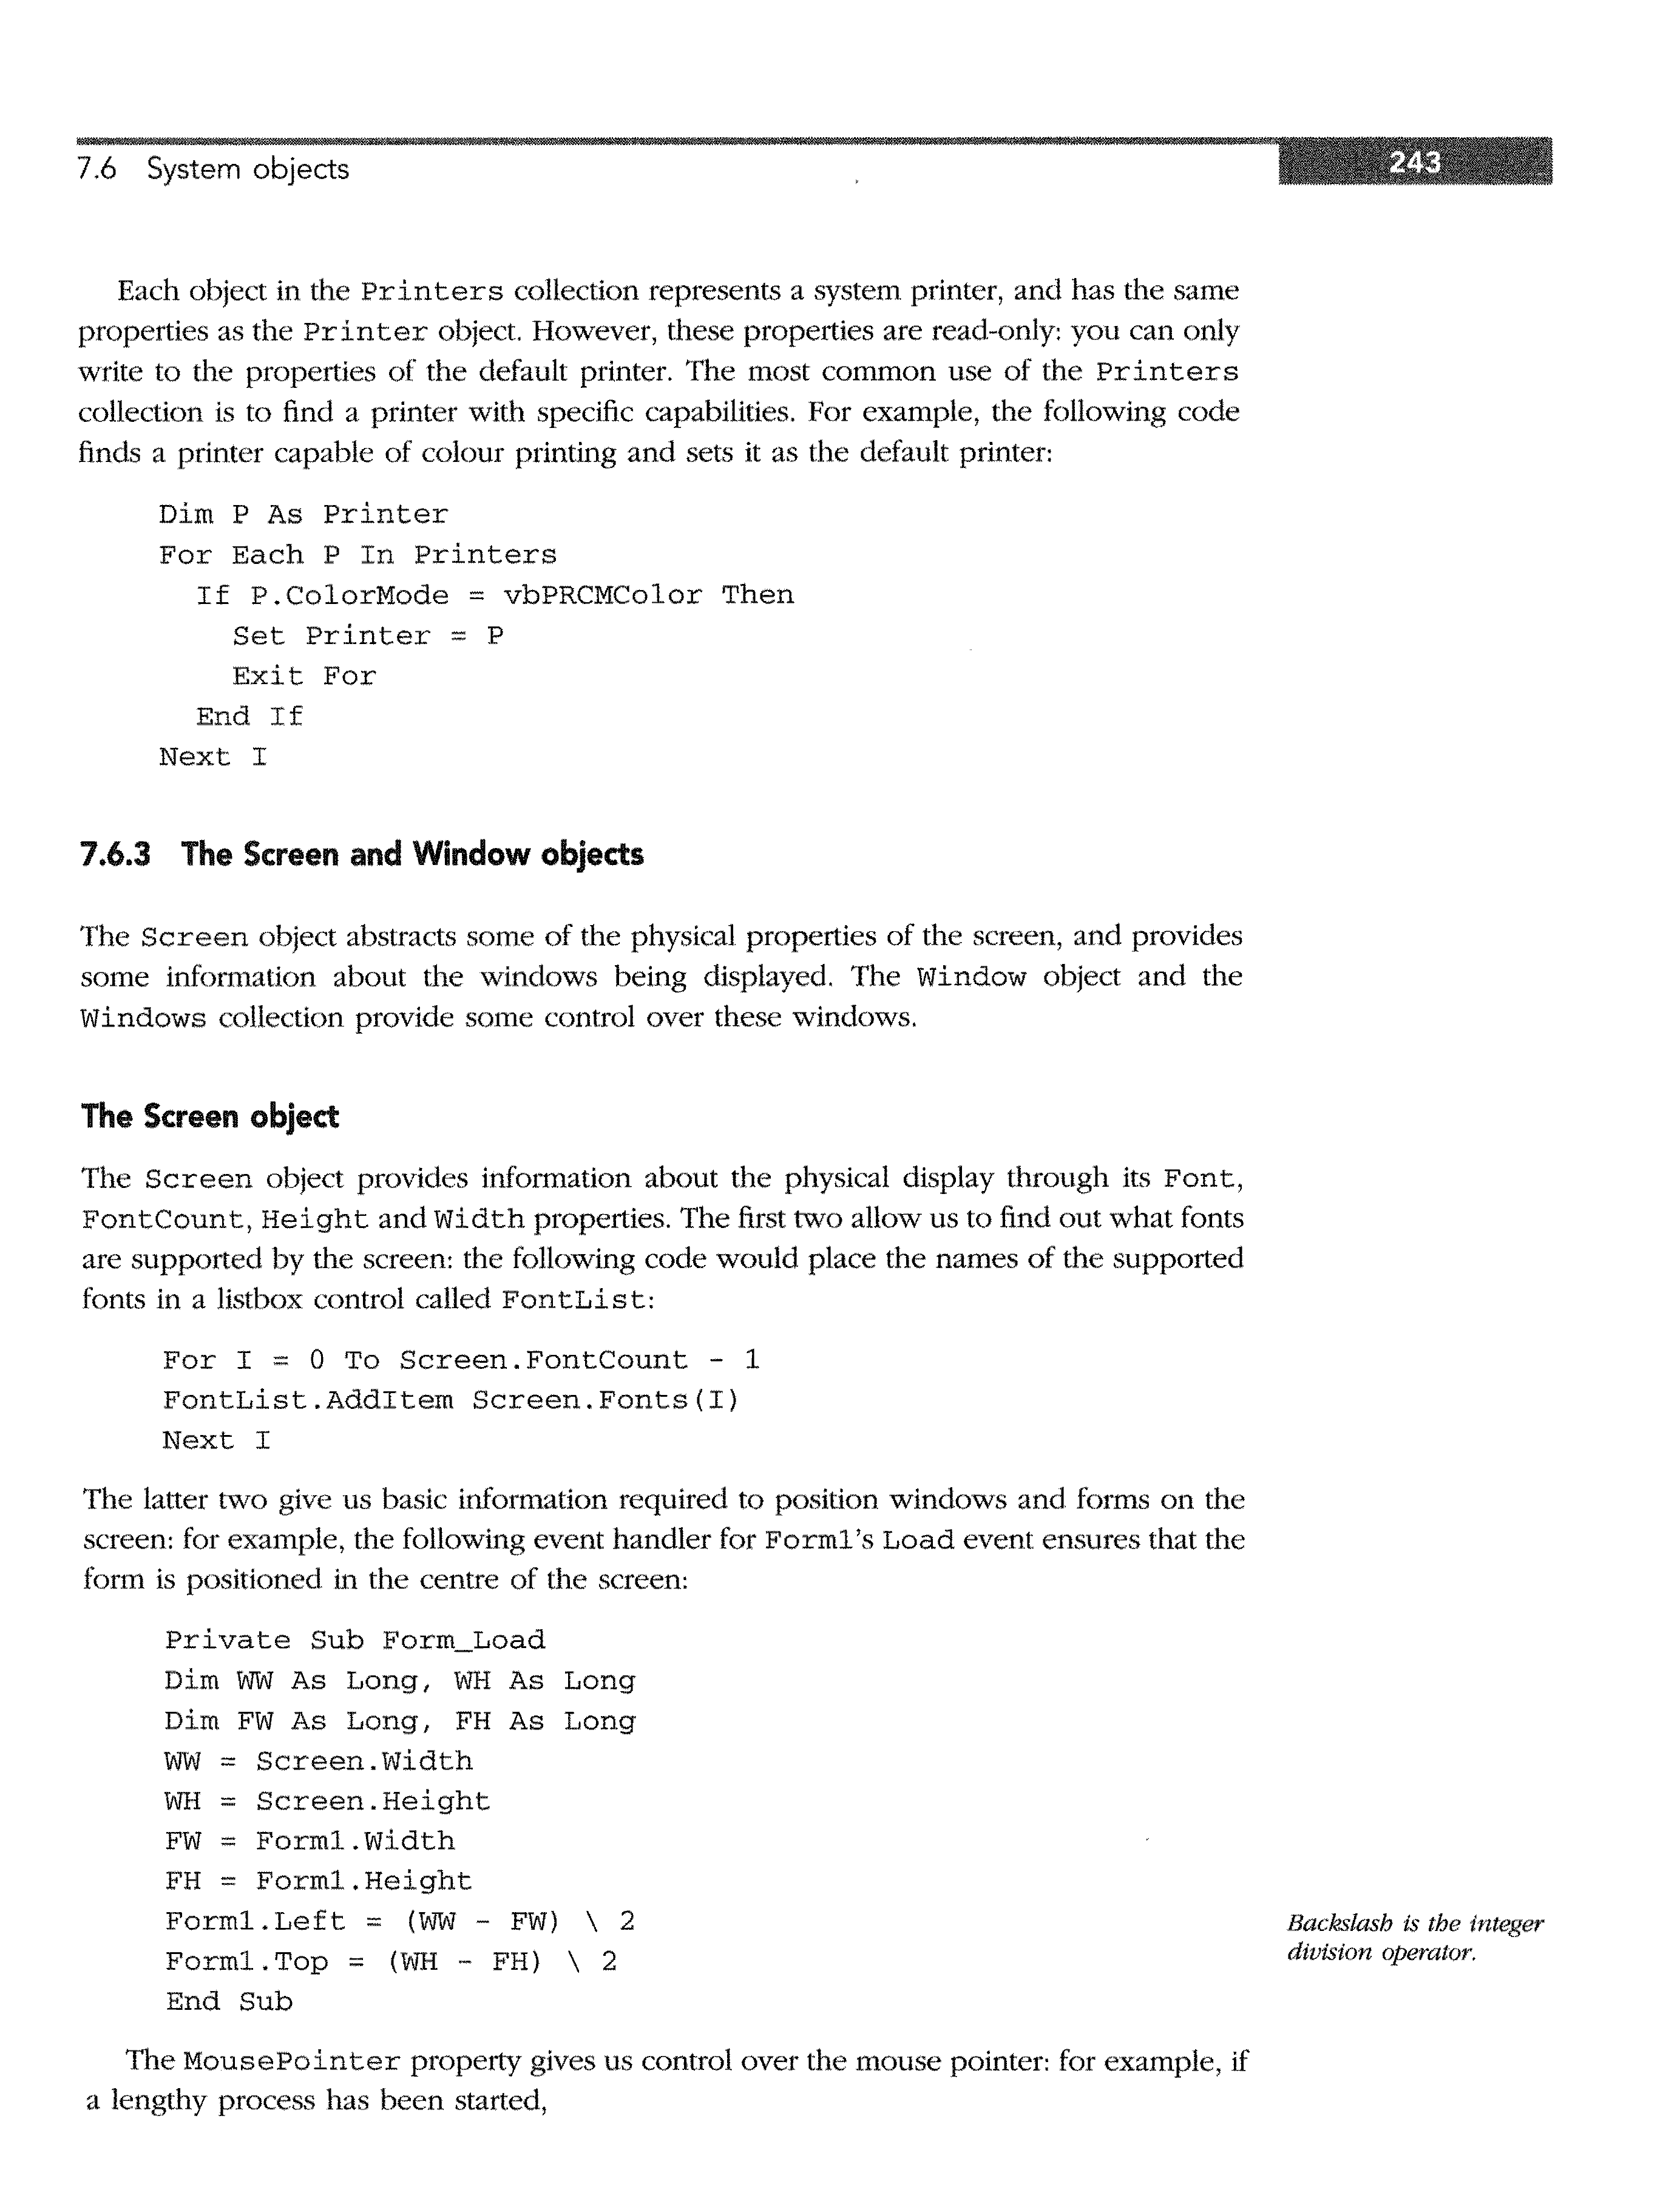 7.6 System objects
243
Each object in the Printers collection represents a system printer, and has the same
properties as the Printer object. However, these properties are read-only: you can only
write to the properties of the default printer. The most common use of the Printers
collection is to find a printer with specific capabilities. For example, the following code
finds a printer capable of colour printing and sets it as the default printer:
Dim P As Printer
For Each P In Printers
If P.ColorMode = vbPRCMColor Then
Set Printer = P
Exit For
End If
Next I
7.6.3 The Screen and Window objects
The Screen object abstracts some of the physical properties of the screen, and provides
some information about the windows being displayed. The Window object and the
Windows collection provide some control over these windows.
The Screen object
The Screen object provides information about the physical display through its Font,
FontCount, Height and Width properties. The first two allow us to find out what fonts
are supported by the screen: the following code would place the names of the supported
fonts in a listbox control called FontList:
For I = 0 To Screen.FontCount - 1
FontList.AddItem Screen.Fonts(I)
Next I
The latter two give us basic information required to position windows and forms on the
screen: for example, the following event handler for Form1's Load event ensures that the
form is positioned in the centre of the screen:
Private Sub Form_Load
Dim WW As Long, WH As Long
Dim FW As Long, FH As Long
WW = Screen.Width
WH = Screen.Height
FW = Form1.Width
FH = Form1.Height
Form1.Left = (WW - FW) \ 2
Form1.Top = (WH - FH) \ 2
End Sub
Backslash is the integer
division operator.
The MousePointer property gives us control over the mouse pointer: for example, if
a lengthy process has been started,